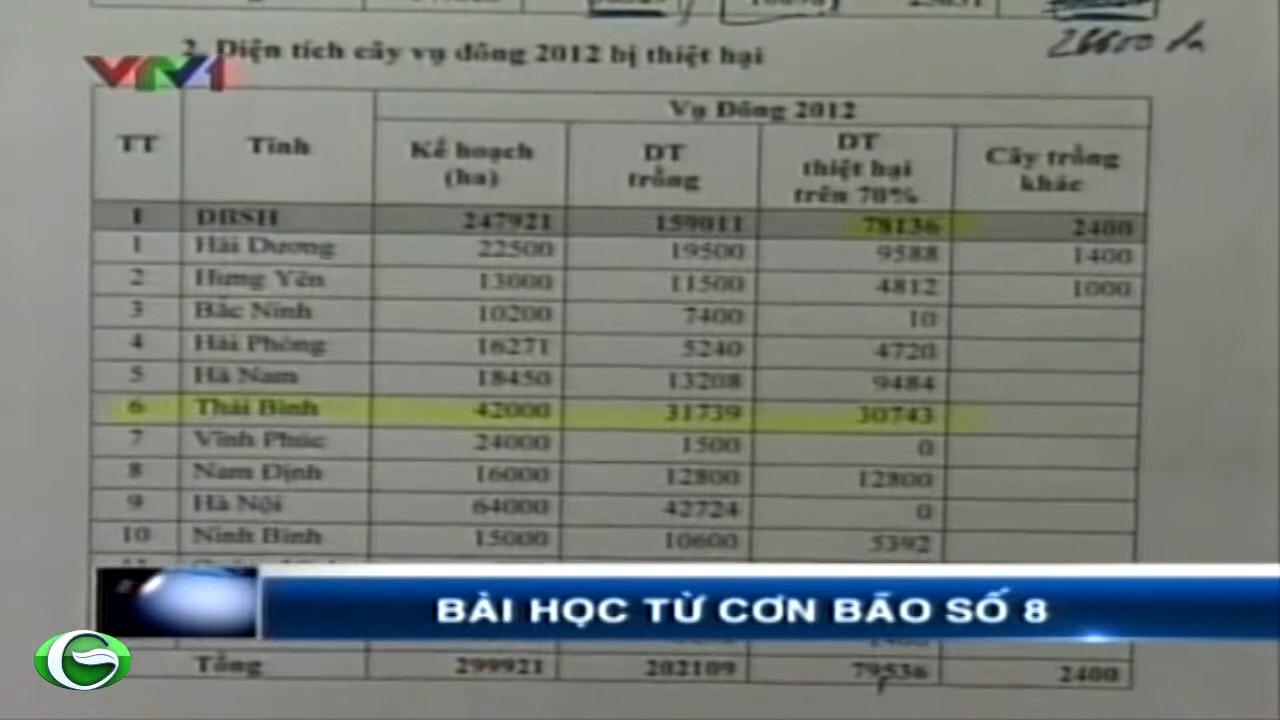 26600 ha
2. Diện tích cây vụ đông 2012 bị thiệt hại
VTV1
TT Tỉnh Vụ Đông 2012
Kế hoạch (ha) DT trồng DT thiệt hại trên 70% Cây trồng khác
I ĐBSH 247921 159011 78136 2400
1 Hải Dương 22500 19500 9588 1400
2 Hưng Yên 13000 11500 4812 1000
3 Bắc Ninh 10200 7400 10
4 Hải Phòng 16271 5240 4720
5 Hà Nam 18450 13208 9484
6 Thái Bình 42000 31739 30743
7 Vĩnh Phúc 24000 1500 0
8 Nam Định 16000 12800 12800
9 Hà Nội 64000 42724 0
10 Ninh Bình 15000 10600 5392
BÀI HỌC TỪ CƠN BÃO SỐ 8
Tổng 299921 202109 79536 2400